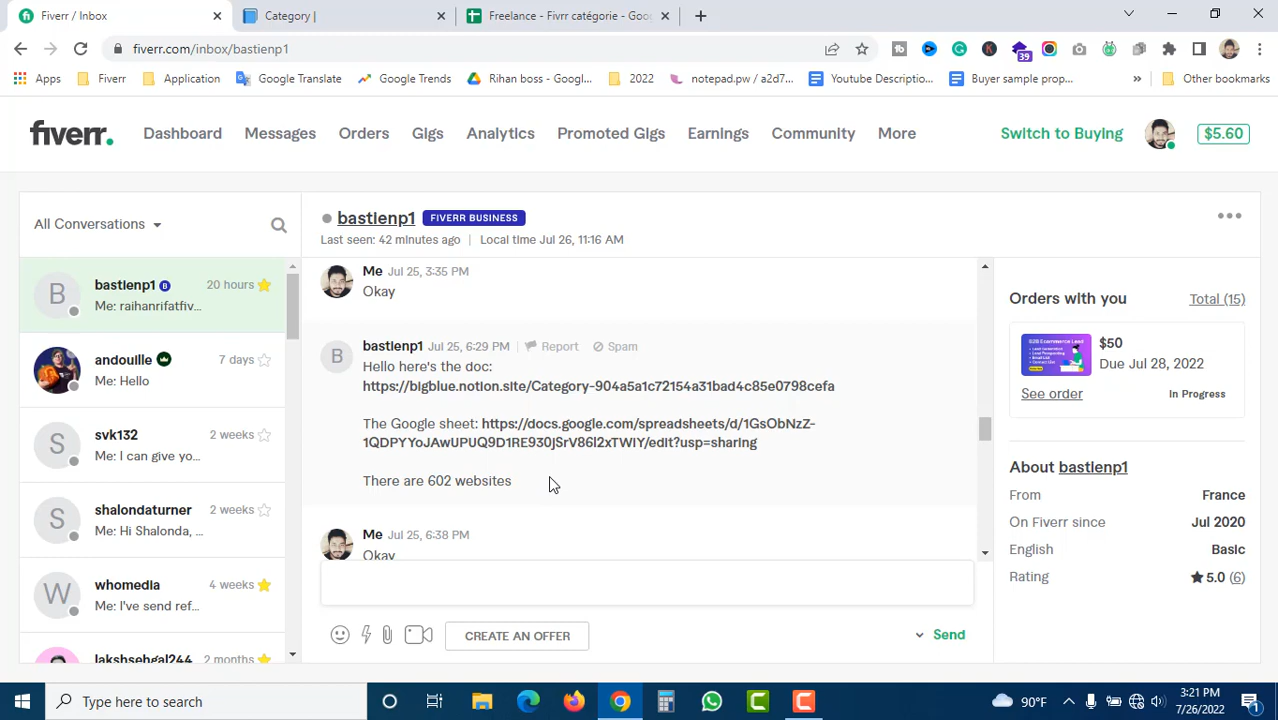 Fiverr / Inbox
Category |
Freelance - Fivrr catégorie - Goo
fiverr.com/inbox/bastienp1
39
Apps
Fiverr
Application
Google Translate
Google Trends
Rihan boss - Googl...
2022
notepad.pw / a2d7...
Youtube Descriptio...
Buyer sample prop...
»
Other bookmarks
fiverr.
Dashboard
Messages
Orders
Gigs
Analytics
Promoted Gigs
Earnings
Community
More
Switch to Buying
$5.60
All Conversations
bastienp1 FIVERR BUSINESS
Last seen: 42 minutes ago | Local time Jul 26, 11:16 AM
B
bastienp1 B 20 hours
Me: raihanrifatfiv...
andouille 7 days
Me: Hello
S
svk132 2 weeks
Me: I can give yo...
S
shalondaturner 2 weeks
Me: Hi Shalonda, ...
W
whomedia 4 weeks
Me: I've send ref...
lakshsehgal244 2 months
Me Jul 25, 3:35 PM
Okay
B
bastienp1 Jul 25, 6:29 PM | Report Spam
Hello here's the doc:
https://bigblue.notion.site/Category-904a5a1c72154a31bad4c85e0798cefa
The Google sheet: https://docs.google.com/spreadsheets/d/1GsObNzZ-
1QDPYYoJAwUPUQ9D1RE930jSrV86l2xTWIY/edit?usp=sharing
There are 602 websites
Me Jul 25, 6:38 PM
Okay
CREATE AN OFFER
Send
Orders with you
Total (15)
$50
Due Jul 28, 2022
See order
In Progress
About bastienp1
From France
On Fiverr since Jul 2020
English Basic
Rating 5.0 (6)
Type here to search
90°F
3:21 PM
7/26/2022
1